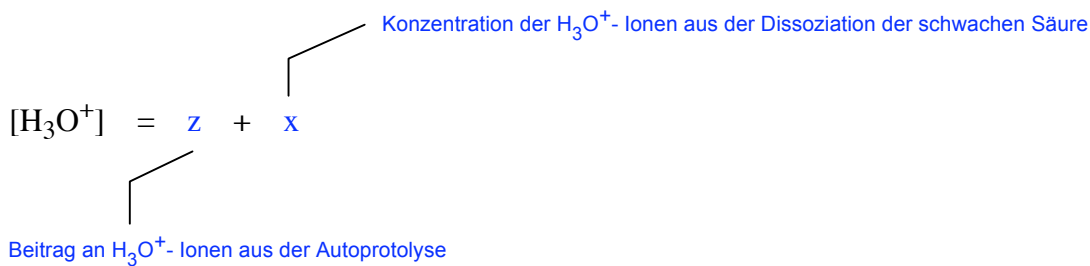 Konzentration der H₃O⁺- Ionen aus der Dissoziation der schwachen Säure
[H₃O⁺] = z + x
Beitrag an H₃O⁺- Ionen aus der Autoprotolyse